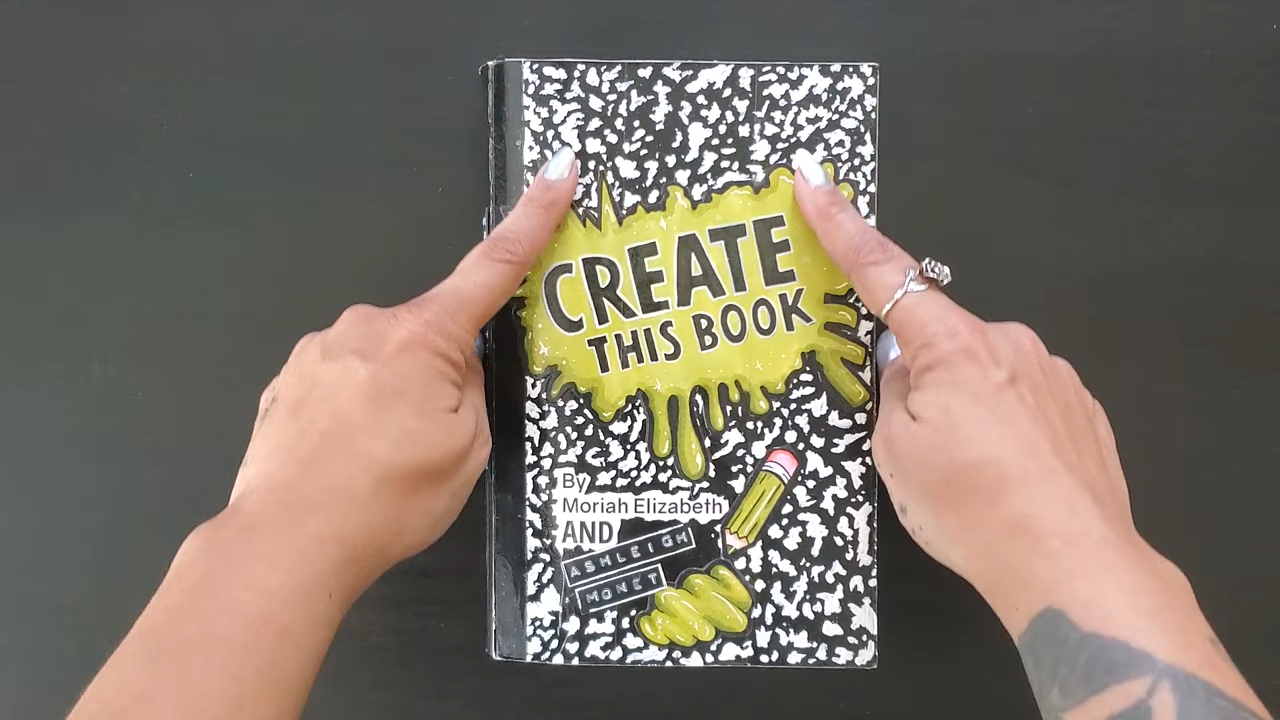 CREATE
THIS BOOK
By
Moriah Elizabeth
AND
ASHLEIGH
MONET